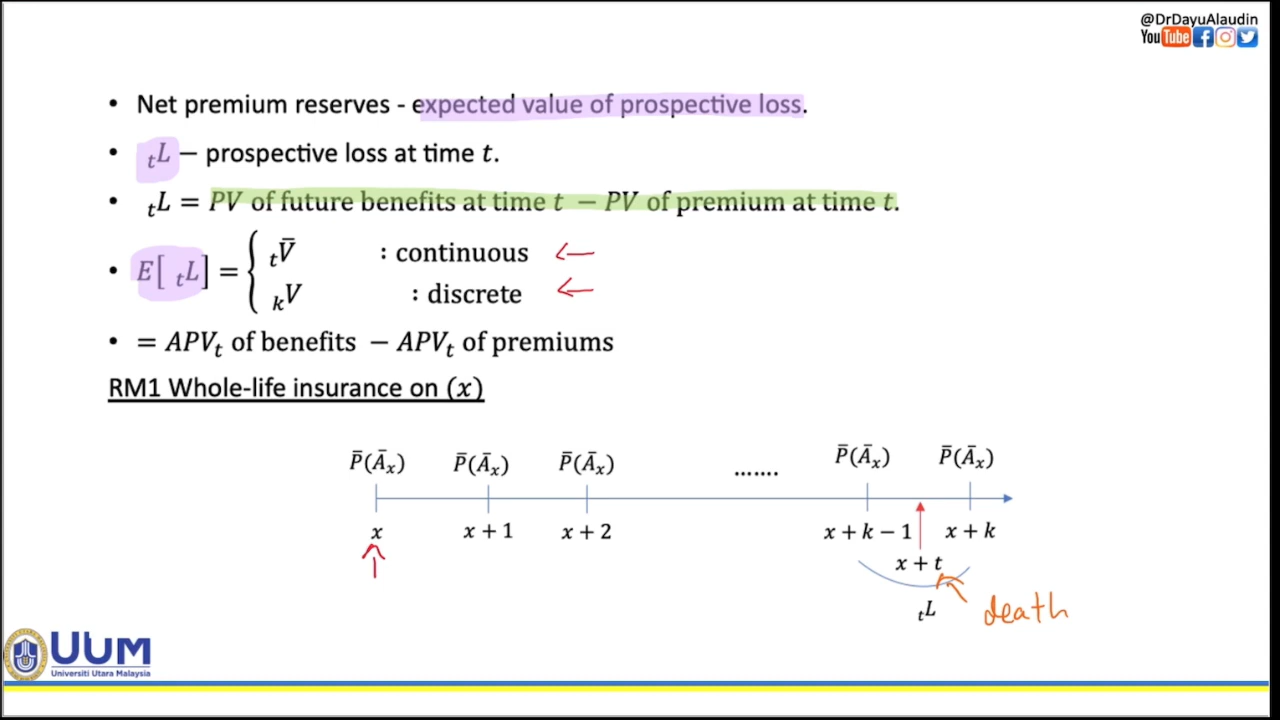 @DrDayuAlaudin
YouTube
• Net premium reserves - expected value of prospective loss.
• ₜL − prospective loss at time t.
• ₜL = PV of future benefits at time t − PV of premium at time t.
• E[ ₜL] = { ₜV̄ : continuous
ₖV : discrete
• = APVₜ of benefits − APVₜ of premiums
RM1 Whole-life insurance on (x)
P̄(Āₓ) P̄(Āₓ) P̄(Āₓ) ....... P̄(Āₓ) P̄(Āₓ)
x x + 1 x + 2 x + k − 1 x + k
x + t
ₜL death
UUM
Universiti Utara Malaysia